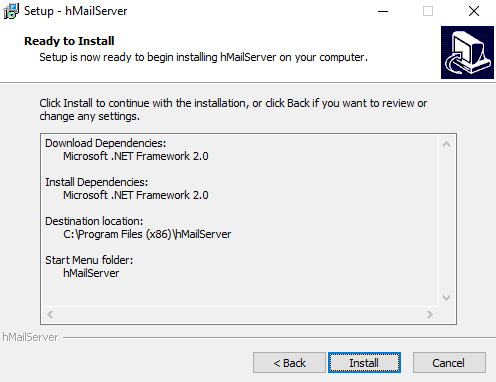 Setup - hMailServer
Ready to Install
Setup is now ready to begin installing hMailServer on your computer.
Click Install to continue with the installation, or click Back if you want to review or
change any settings.
Download Dependencies:
Microsoft .NET Framework 2.0
Install Dependencies:
Microsoft .NET Framework 2.0
Destination location:
C:\Program Files (x86)\hMailServer
Start Menu folder:
hMailServer
hMailServer
< Back
Install
Cancel